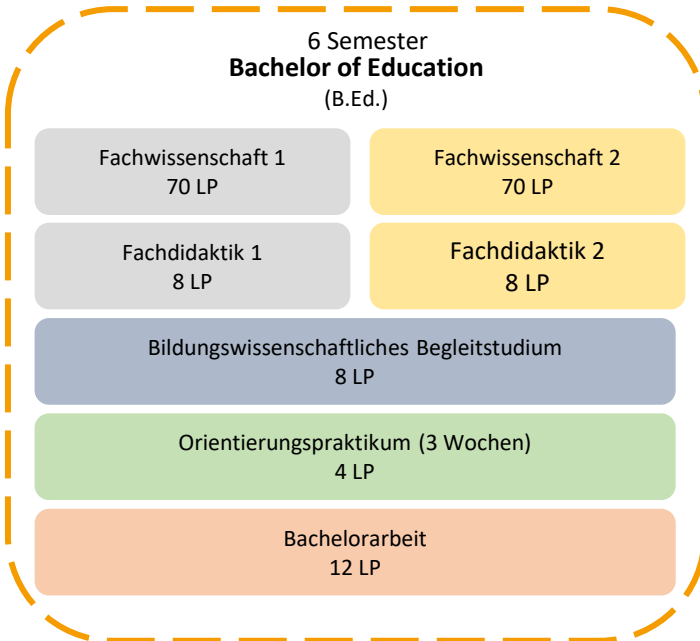 6 Semester
Bachelor of Education
(B.Ed.)
Fachwissenschaft 1
70 LP
Fachwissenschaft 2
70 LP
Fachdidaktik 1
8 LP
Fachdidaktik 2
8 LP
Bildungswissenschaftliches Begleitstudium
8 LP
Orientierungspraktikum (3 Wochen)
4 LP
Bachelorarbeit
12 LP